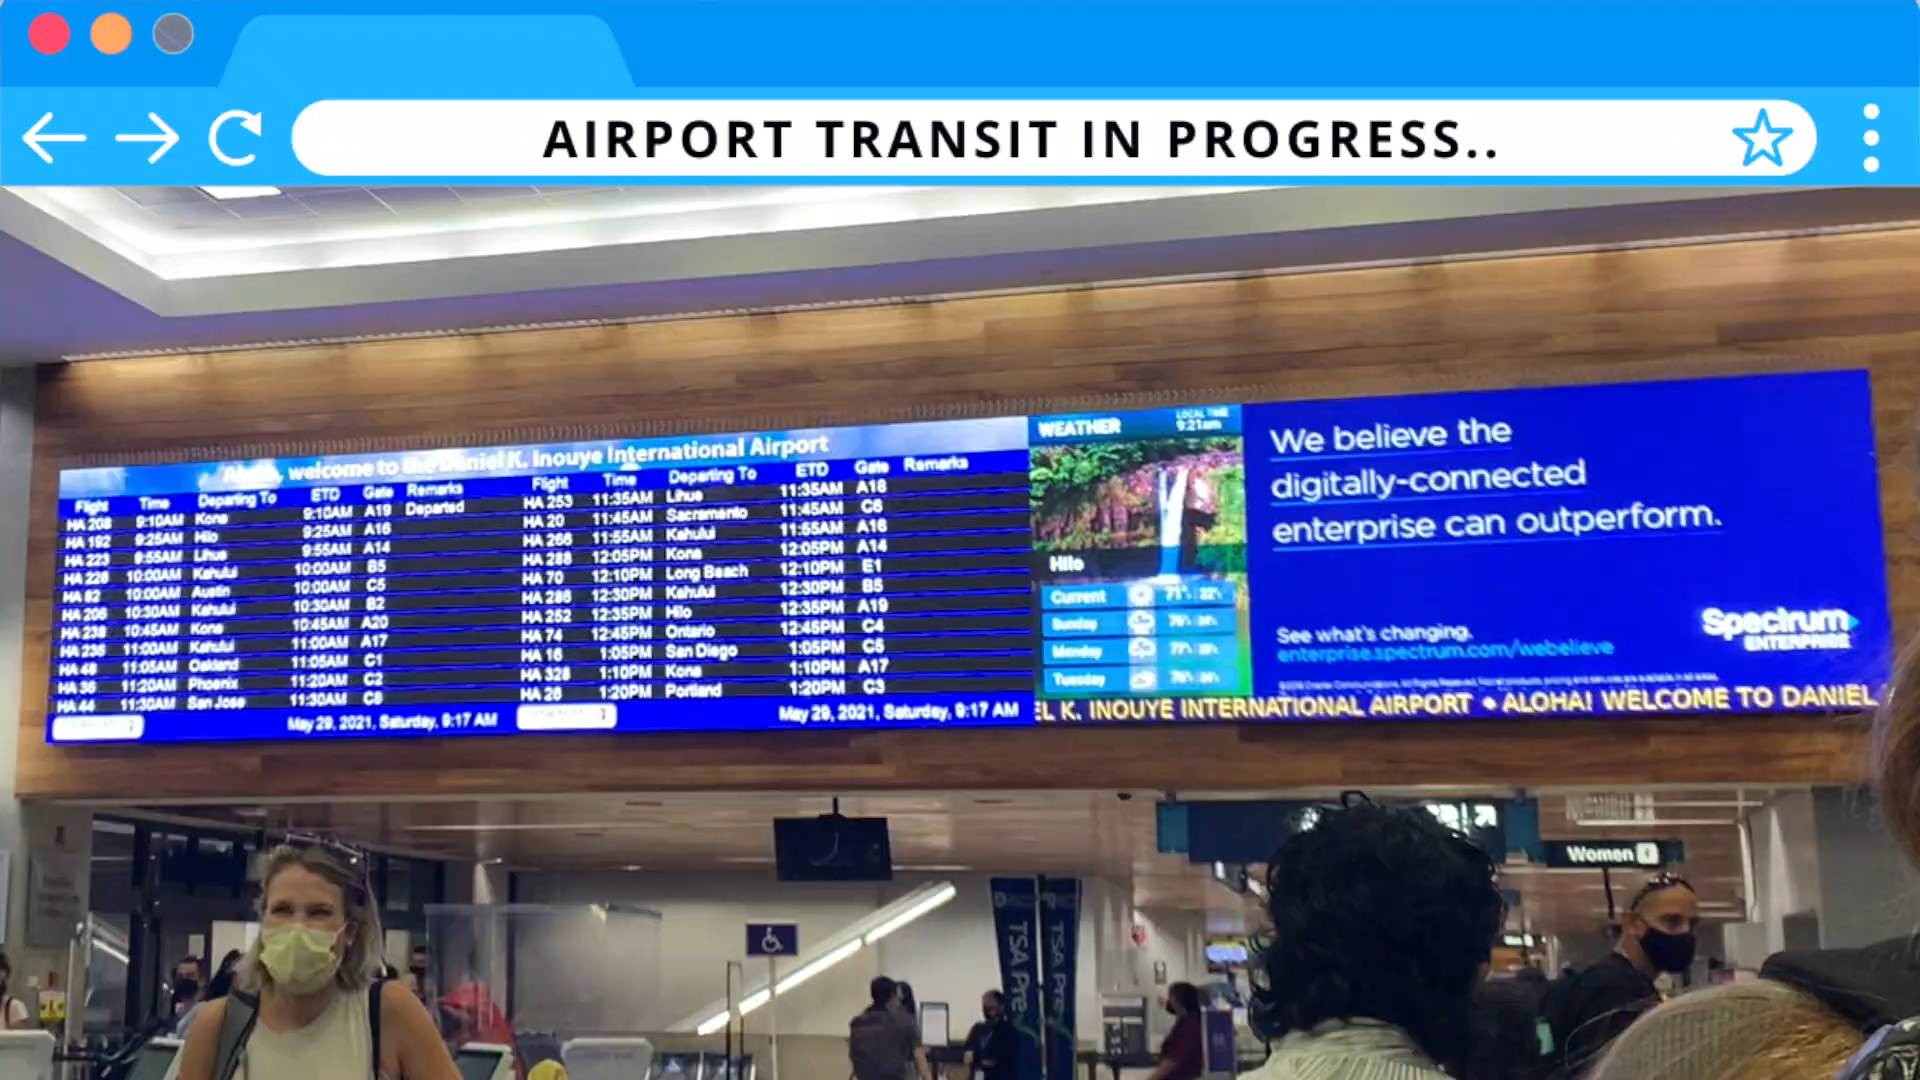 AIRPORT TRANSIT IN PROGRESS..
Aloha, welcome to the Daniel K. Inouye International Airport
Flight Time Departing To ETD Gate Remarks
HA 208 9:10AM Kona 9:10AM A19 Departed
HA 192 9:25AM Hilo 9:25AM A16
HA 223 9:55AM Lihue 9:55AM A14
HA 226 10:00AM Kahului 10:00AM B5
HA 82 10:00AM Austin 10:00AM C5
HA 206 10:30AM Kahului 10:30AM B2
HA 238 10:45AM Kona 10:45AM A20
HA 235 11:00AM Kahului 11:00AM A17
HA 48 11:05AM Oakland 11:05AM C1
HA 36 11:20AM Phoenix 11:20AM C2
HA 44 11:30AM San Jose 11:30AM C8
May 29, 2021, Saturday, 9:17 AM
Flight Time Departing To ETD Gate Remarks
HA 253 11:35AM Lihue 11:35AM A18
HA 20 11:45AM Sacramento 11:45AM C6
HA 266 11:55AM Kahului 11:55AM A16
HA 288 12:05PM Kona 12:05PM A14
HA 70 12:10PM Long Beach 12:10PM E1
HA 286 12:30PM Kahului 12:30PM B5
HA 252 12:35PM Hilo 12:35PM A19
HA 74 12:45PM Ontario 12:45PM C4
HA 16 1:05PM San Diego 1:05PM C5
HA 328 1:10PM Kona 1:10PM A17
HA 26 1:20PM Portland 1:20PM C3
May 29, 2021, Saturday, 9:17 AM
WEATHER
LOCAL TIME
9:21am
Hilo
Current 71° 22°
Sunday
Monday
Tuesday
We believe the
digitally-connected
enterprise can outperform.
See what's changing.
enterprise.spectrum.com/webelieve
Spectrum
ENTERPRISE
EL K. INOUYE INTERNATIONAL AIRPORT • ALOHA! WELCOME TO DANIEL
Women
TSA Pre
TSA Pre